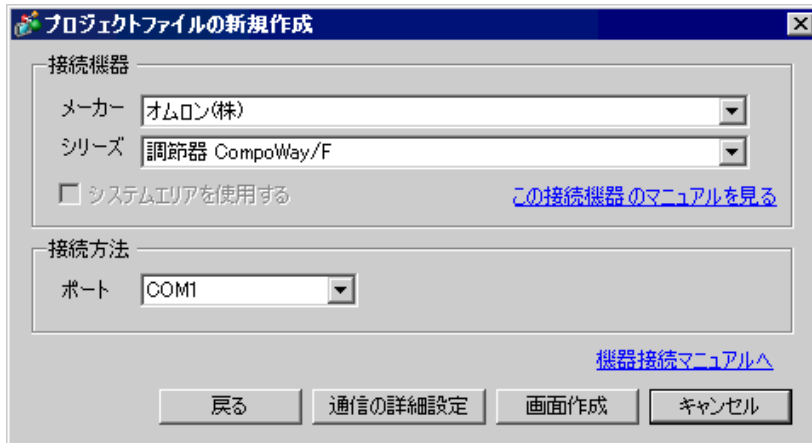 プロジェクトファイルの新規作成
接続機器
メーカー オムロン(株)
シリーズ 調節器 CompoWay/F
システムエリアを使用する この接続機器のマニュアルを見る
接続方法
ポート COM1
機器接続マニュアルへ
戻る 通信の詳細設定 画面作成 キャンセル